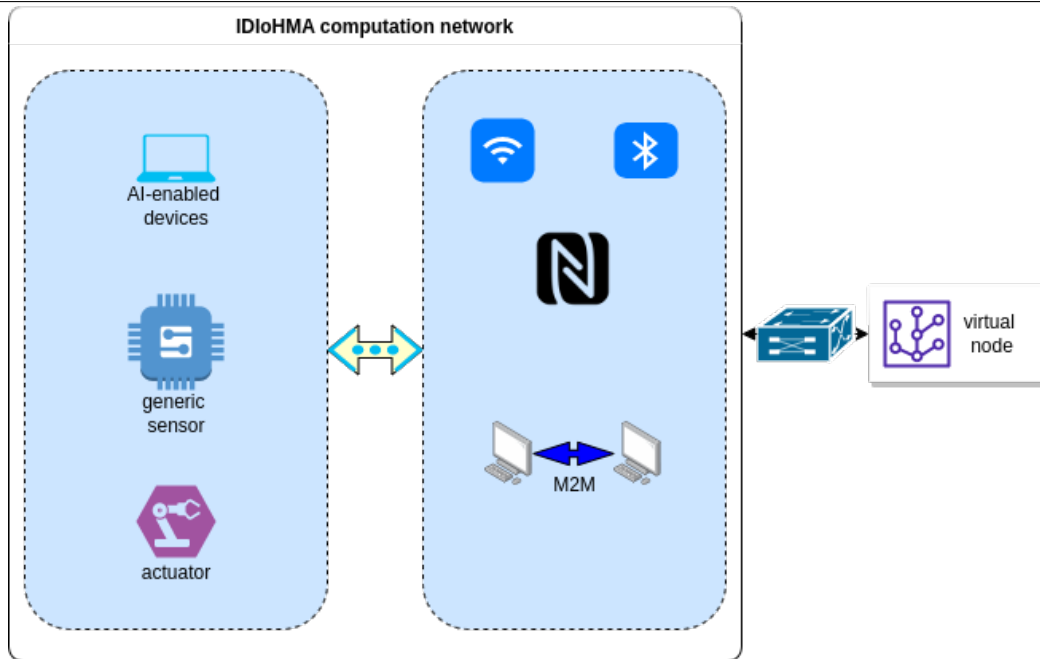 IDIoHMA computation network
AI-enabled
devices
generic
sensor
actuator
M2M
virtual
node